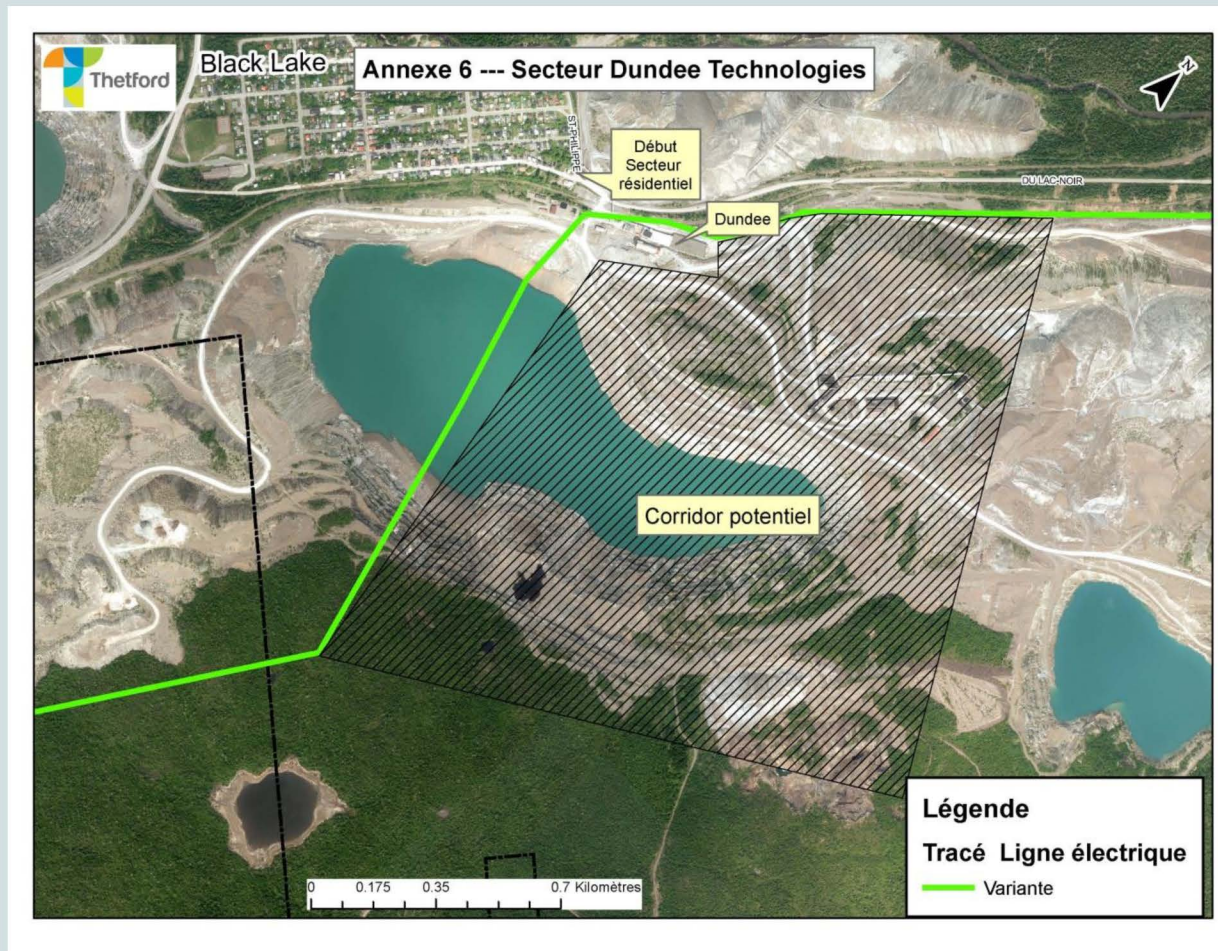 Thetford
Black Lake
Annexe 6 --- Secteur Dundee Technologies
N
ST-PHILIPPE
Début
Secteur
résidentiel
DU LAC-NOIR
Dundee
Corridor potentiel
Légende
Tracé Ligne électrique
Variante
0 0.175 0.35 0.7 Kilomètres